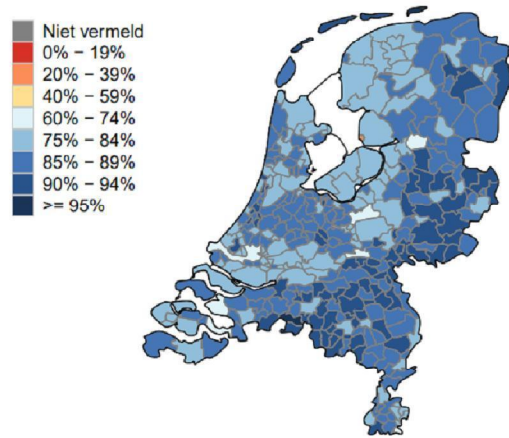 Niet vermeld
0% – 19%
20% – 39%
40% – 59%
60% – 74%
75% – 84%
85% – 89%
90% – 94%
>= 95%